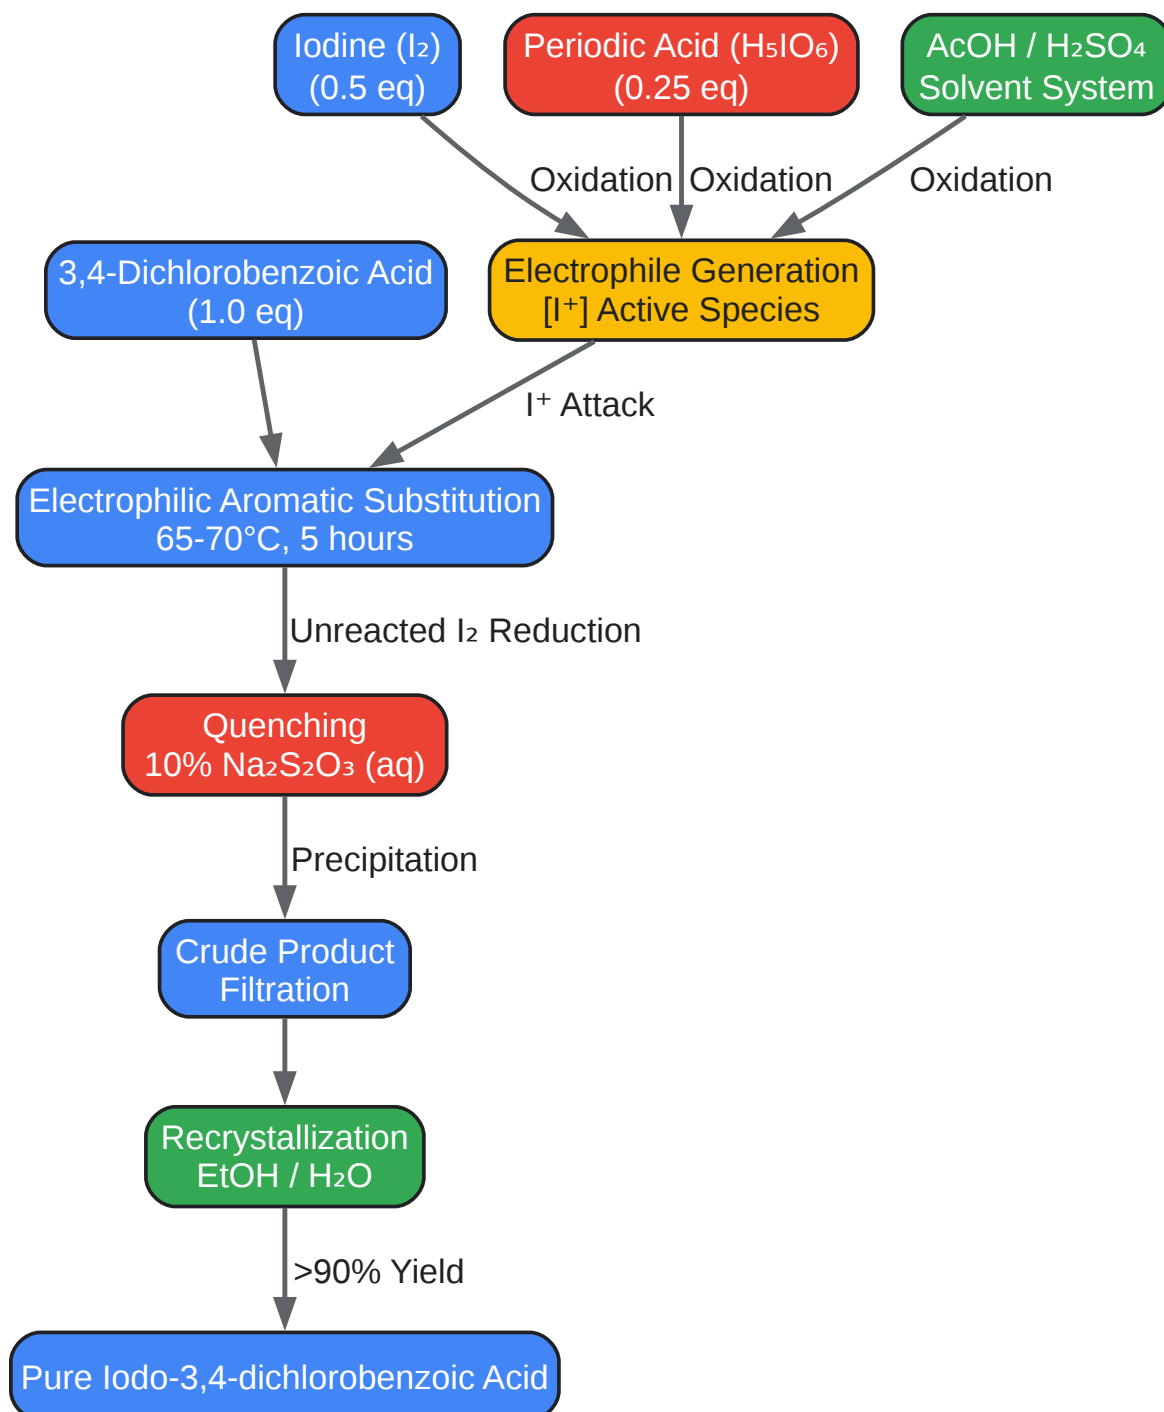 Iodine (I₂)
(0.5 eq)
Periodic Acid (H₅IO₆)
(0.25 eq)
AcOH / H₂SO₄
Solvent System
Oxidation
Oxidation
Oxidation
3,4-Dichlorobenzoic Acid
(1.0 eq)
Electrophile Generation
[I⁺] Active Species
I⁺ Attack
Electrophilic Aromatic Substitution
65-70°C, 5 hours
Unreacted I₂ Reduction
Quenching
10% Na₂S₂O₃ (aq)
Precipitation
Crude Product
Filtration
Recrystallization
EtOH / H₂O
>90% Yield
Pure Iodo-3,4-dichlorobenzoic Acid